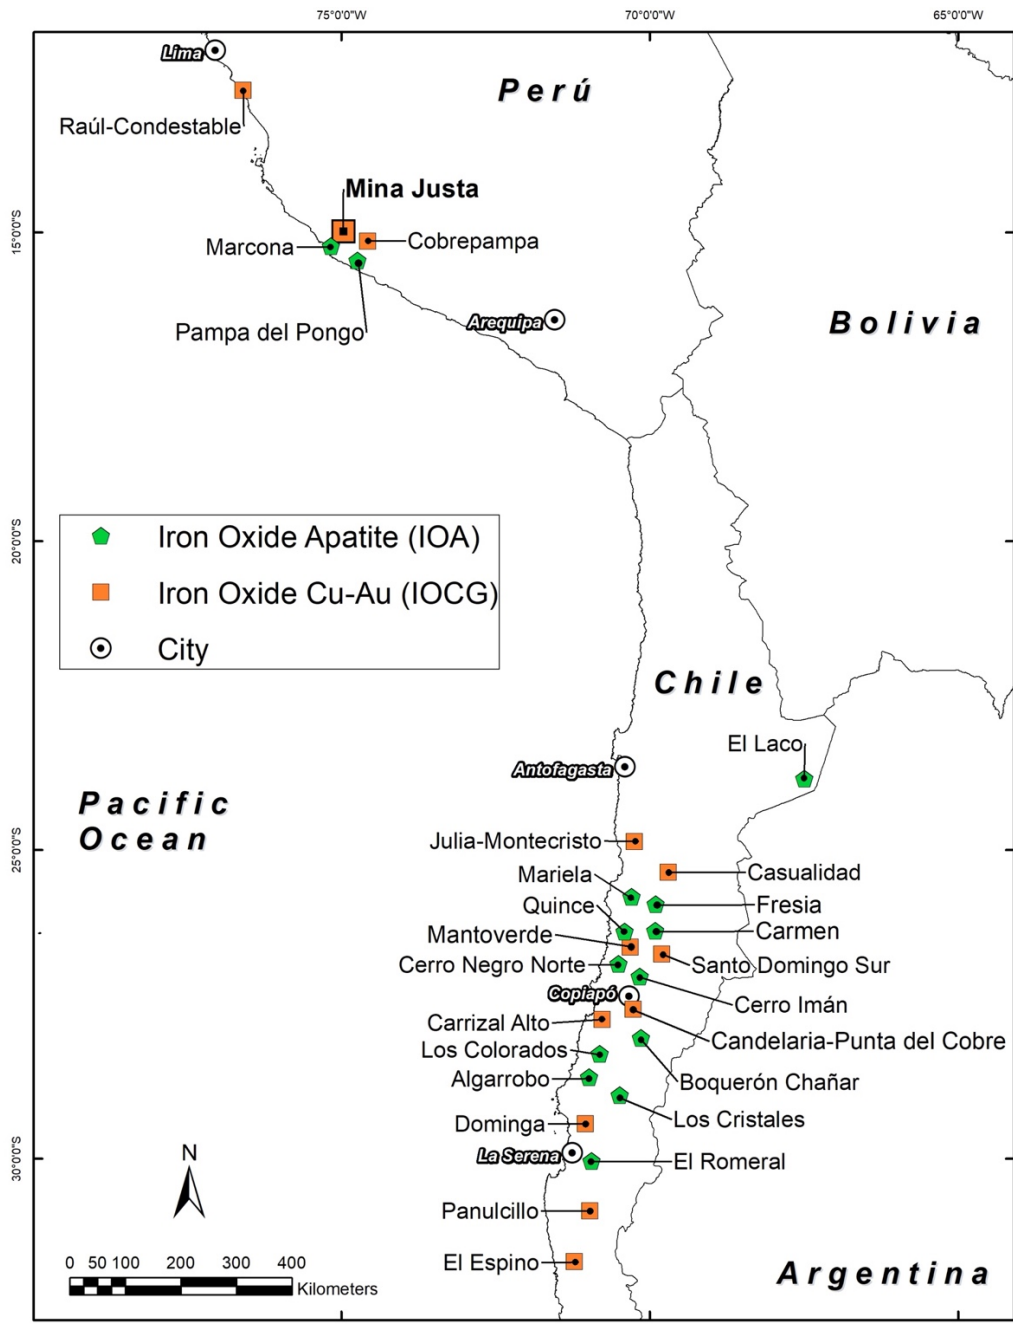 75°0'0"W
70°0'0"W
65°0'0"W
Lima
Perú
Raúl-Condestable
Mina Justa
15°0'0"S
Marcona
Cobrepampa
Pampa del Pongo
Arequipa
Bolivia
Iron Oxide Apatite (IOA)
20°0'0"S
Iron Oxide Cu-Au (IOCG)
City
Chile
El Laco
Antofagasta
Pacific
Ocean
25°0'0"S
Julia-Montecristo
Casualidad
Mariela
Fresia
Quince
Carmen
Mantoverde
Cerro Negro Norte
Santo Domingo Sur
Copiapó
Cerro Imán
Carrizal Alto
Candelaria-Punta del Cobre
Los Colorados
Algarrobo
Boquerón Chañar
Los Cristales
Dominga
La Serena
30°0'0"S
El Romeral
N
Panulcillo
El Espino
Argentina
0 50 100 200 300 400
Kilometers